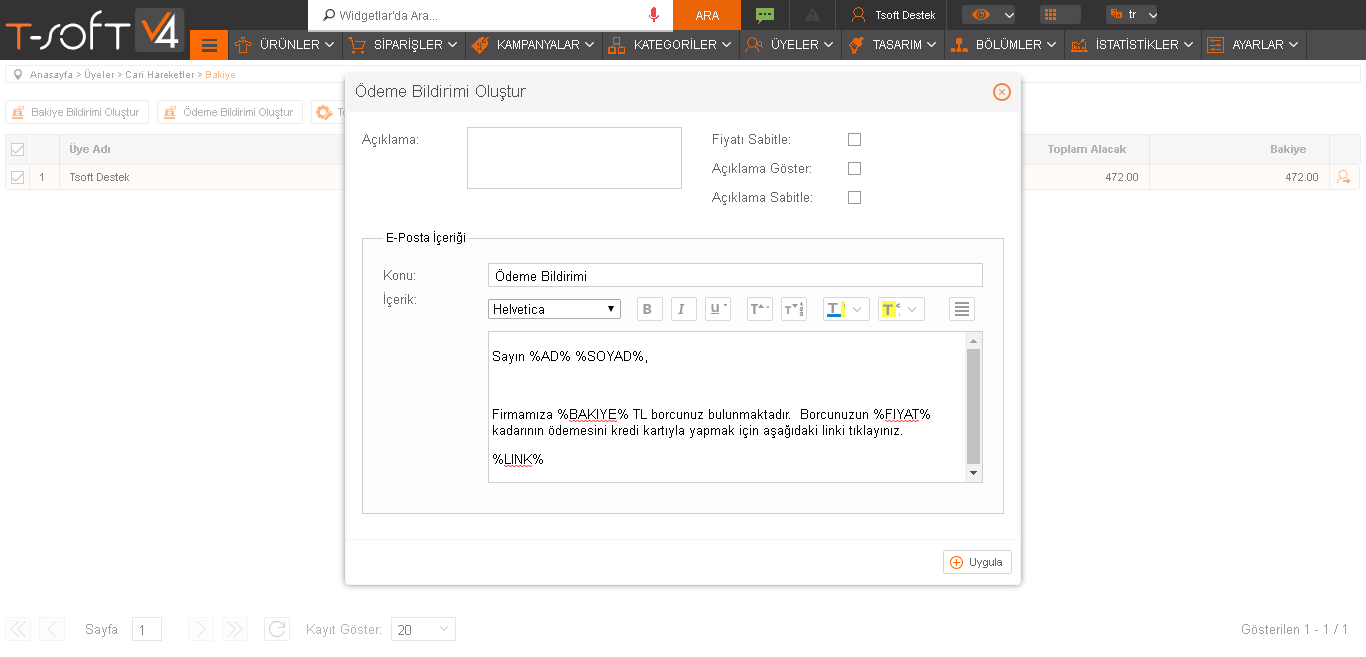 T-SOFT V4
Widgetlar'da Ara...
ARA
Tsoft Destek
tr
ÜRÜNLER
SİPARİŞLER
KAMPANYALAR
KATEGORİLER
ÜYELER
TASARIM
BÖLÜMLER
İSTATİSTİKLER
AYARLAR
Anasayfa > Üyeler > Cari Hareketler > Bakiye
Bakiye Bildirimi Oluştur
Ödeme Bildirimi Oluştur
Üye Adı
Toplam Alacak
Bakiye
1
Tsoft Destek
472.00
472.00
Ödeme Bildirimi Oluştur
Açıklama:
Fiyatı Sabitle:
Açıklama Göster:
Açıklama Sabitle:
E-Posta İçeriği
Konu:
Ödeme Bildirimi
İçerik:
Helvetica
B
I
U
T
T
T
T
Sayın %AD% %SOYAD%,
Firmamıza %BAKIYE% TL borcunuz bulunmaktadır. Borcunuzun %FIYAT%
kadarının ödemesini kredi kartıyla yapmak için aşağıdaki linki tıklayınız.
%LINK%
Uygula
Sayfa
1
Kayıt Göster:
20
Gösterilen 1 - 1 / 1